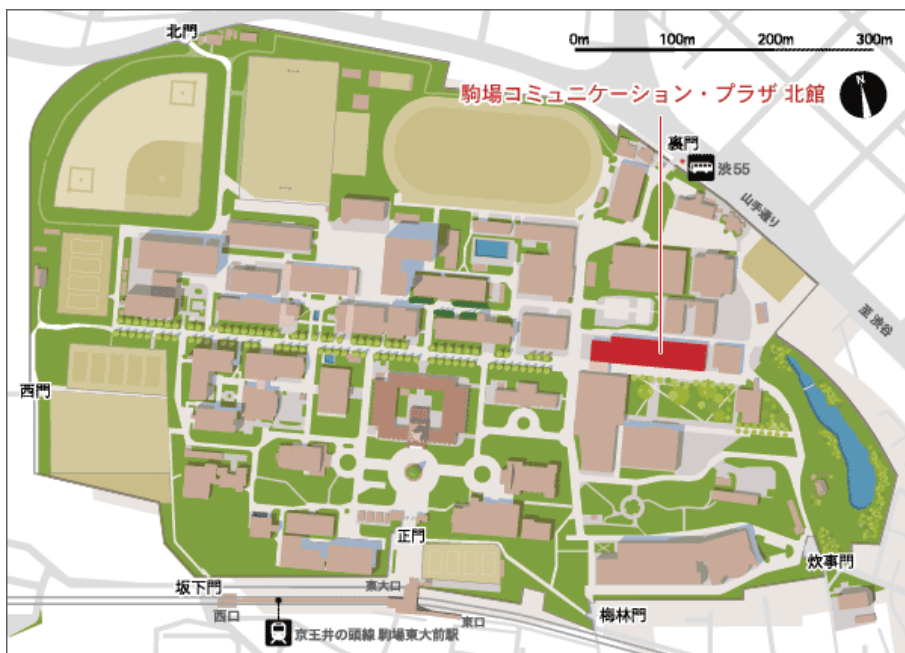 北門
0m 100m 200m 300m
駒場コミュニケーション・プラザ 北館
N
裏門
渋55
山手通り
至 渋谷
西門
正門
炊事門
坂下門
東大口
梅林門
西口
東口
京王井の頭線 駒場東大前駅